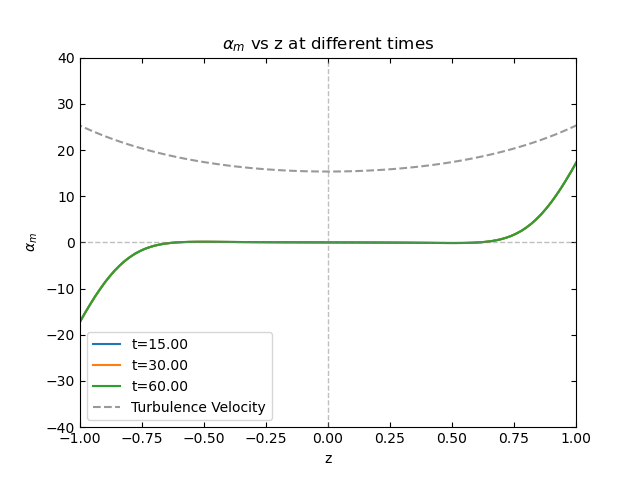 α_m vs z at different times
40
30
20
10
0
−10
−20
−30
−40
α_m
t=15.00
t=30.00
t=60.00
Turbulence Velocity
−1.00 −0.75 −0.50 −0.25 0.00 0.25 0.50 0.75 1.00
z